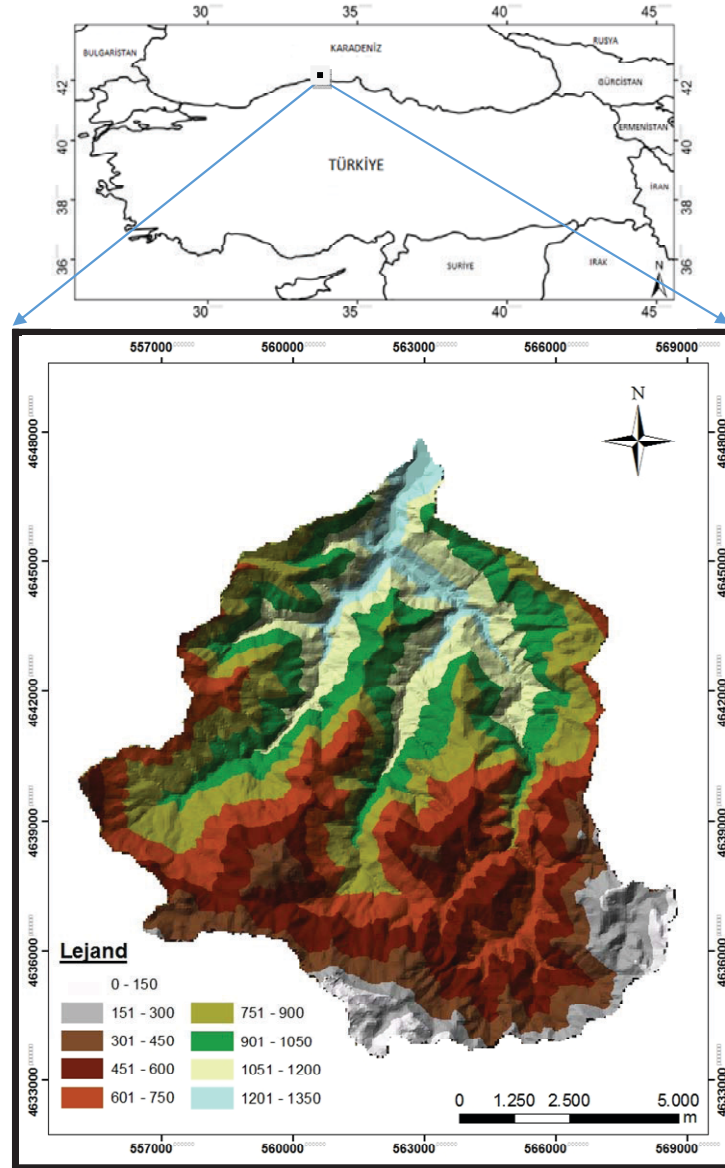 30 35 40 45
BULGARİSTAN
KARADENİZ
RUSYA
GÜRCİSTAN
ERMENİSTAN
İRAN
TÜRKİYE
SURİYE
IRAK
N
42 42
40 40
38 38
36 36
30 35 40 45
557000 560000 563000 566000 569000
N
4648000 4648000
4645000 4645000
4642000 4642000
4639000 4639000
4636000 4636000
4633000 4633000
Lejand
0 - 150
151 - 300
301 - 450
451 - 600
601 - 750
751 - 900
901 - 1050
1051 - 1200
1201 - 1350
0 1.250 2.500 5.000
m
557000 560000 563000 566000 569000